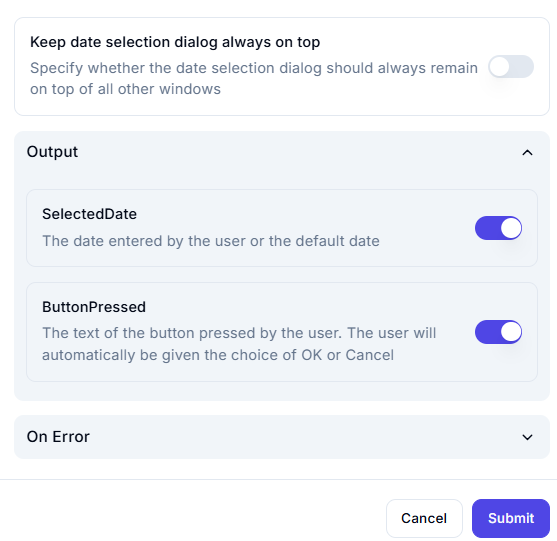 Keep date selection dialog always on top
Specify whether the date selection dialog should always remain
on top of all other windows
Output
SelectedDate
The date entered by the user or the default date
ButtonPressed
The text of the button pressed by the user. The user will
automatically be given the choice of OK or Cancel
On Error
Cancel
Submit